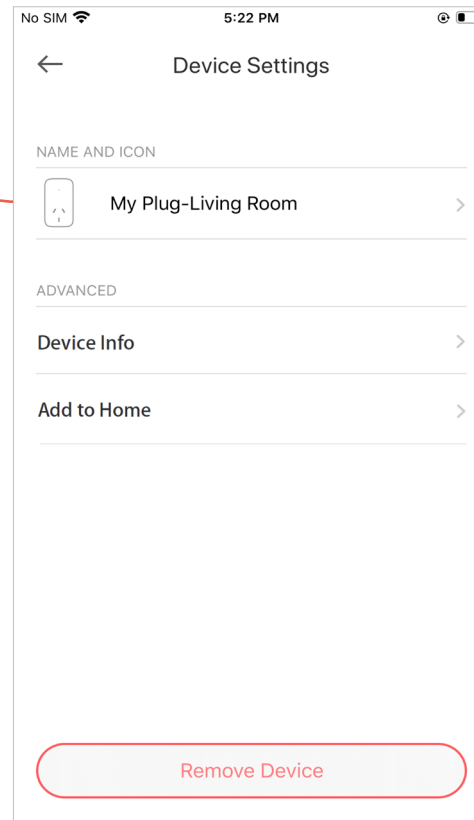 No SIM 5:22 PM
Device Settings
NAME AND ICON
My Plug-Living Room
ADVANCED
Device Info
Add to Home
Remove Device